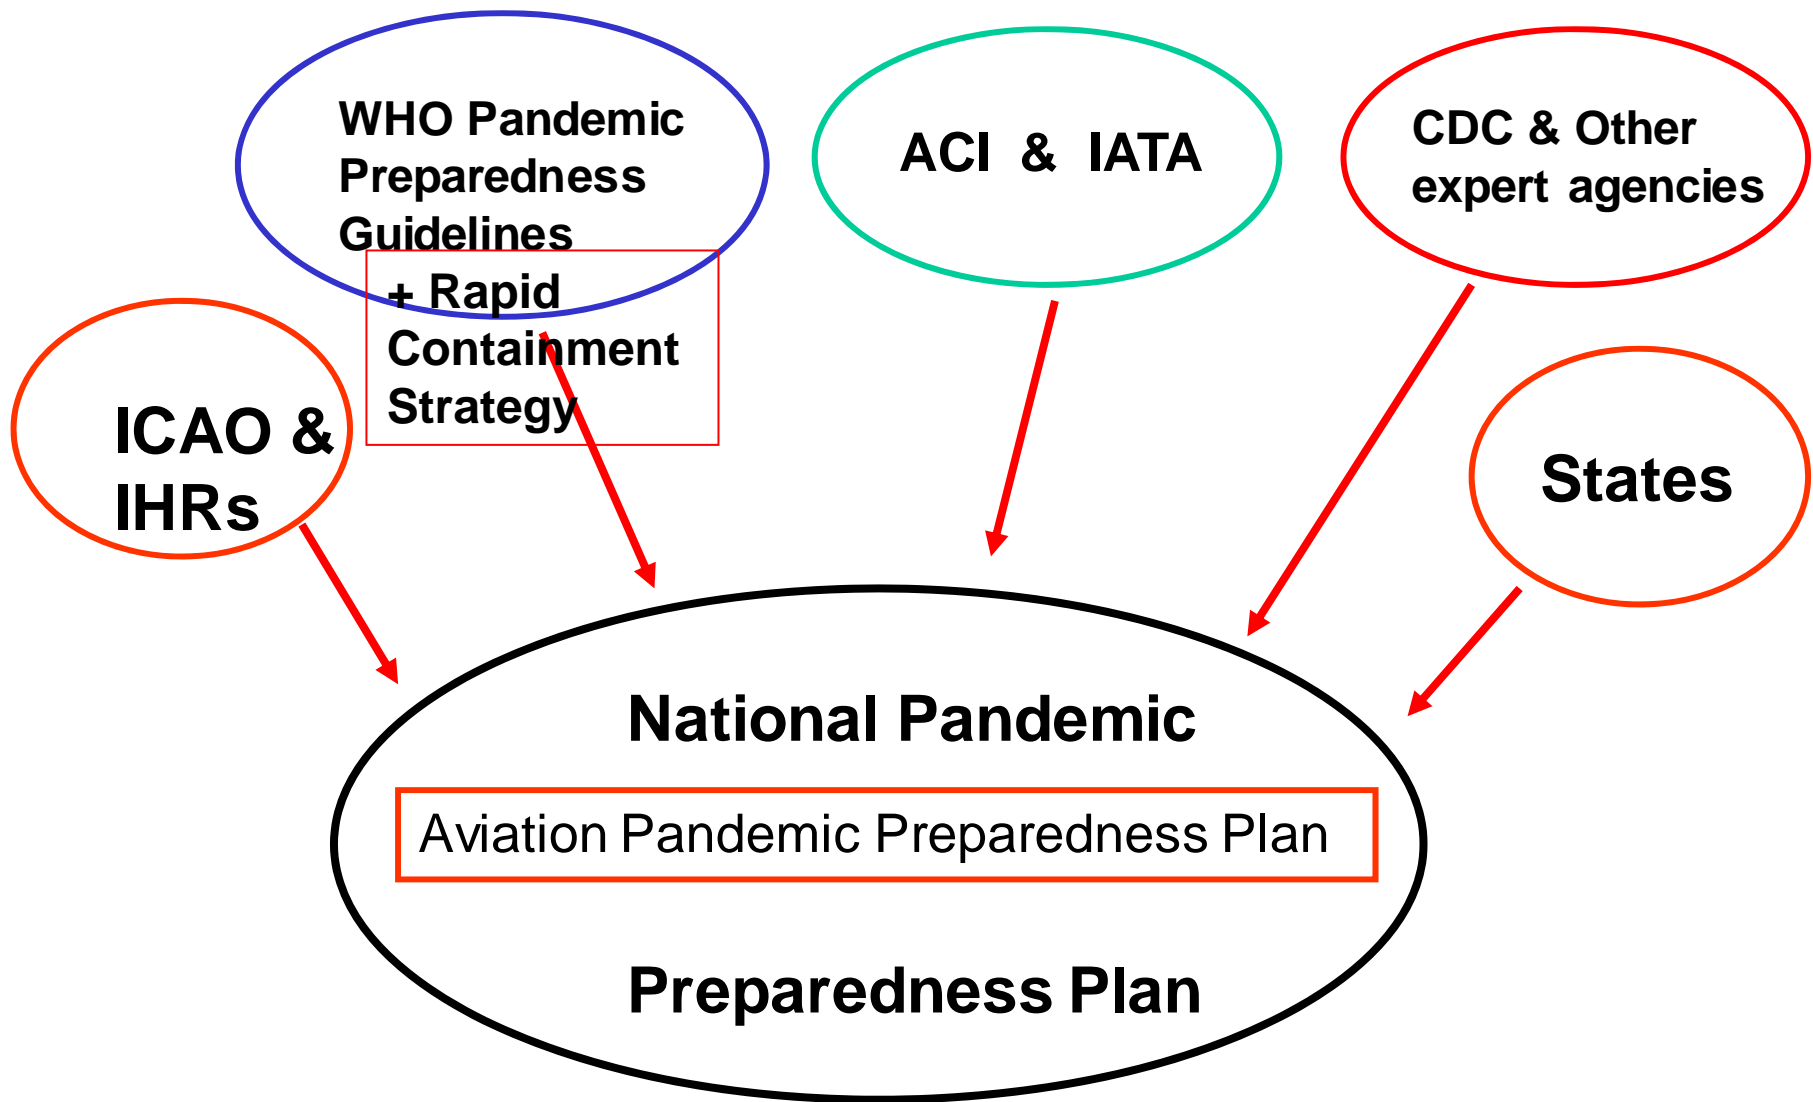 WHO Pandemic
Preparedness
Guidelines
+ Rapid
Containment
Strategy
ACI & IATA
CDC & Other
expert agencies
ICAO &
IHRs
States
National Pandemic
Aviation Pandemic Preparedness Plan
Preparedness Plan